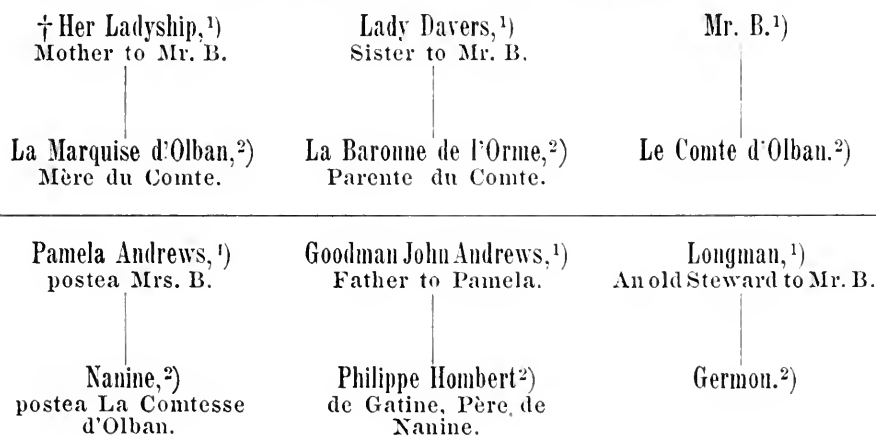 † Her Ladyship,¹) Lady Davers,¹) Mr. B.¹)
Mother to Mr. B. Sister to Mr. B.
La Marquise d'Olban,²) La Baronne de l'Orme,²) Le Comte d'Olban.²)
Mère du Comte. Parente du Comte.
Pamela Andrews,¹) Goodman John Andrews,¹) Longman,¹)
postea Mrs. B. Father to Pamela. An old Steward to Mr. B.
Nanine,²) Philippe Hombert²) Germon.²)
postea La Comtesse de Gatine, Père de
d'Olban. Nanine.